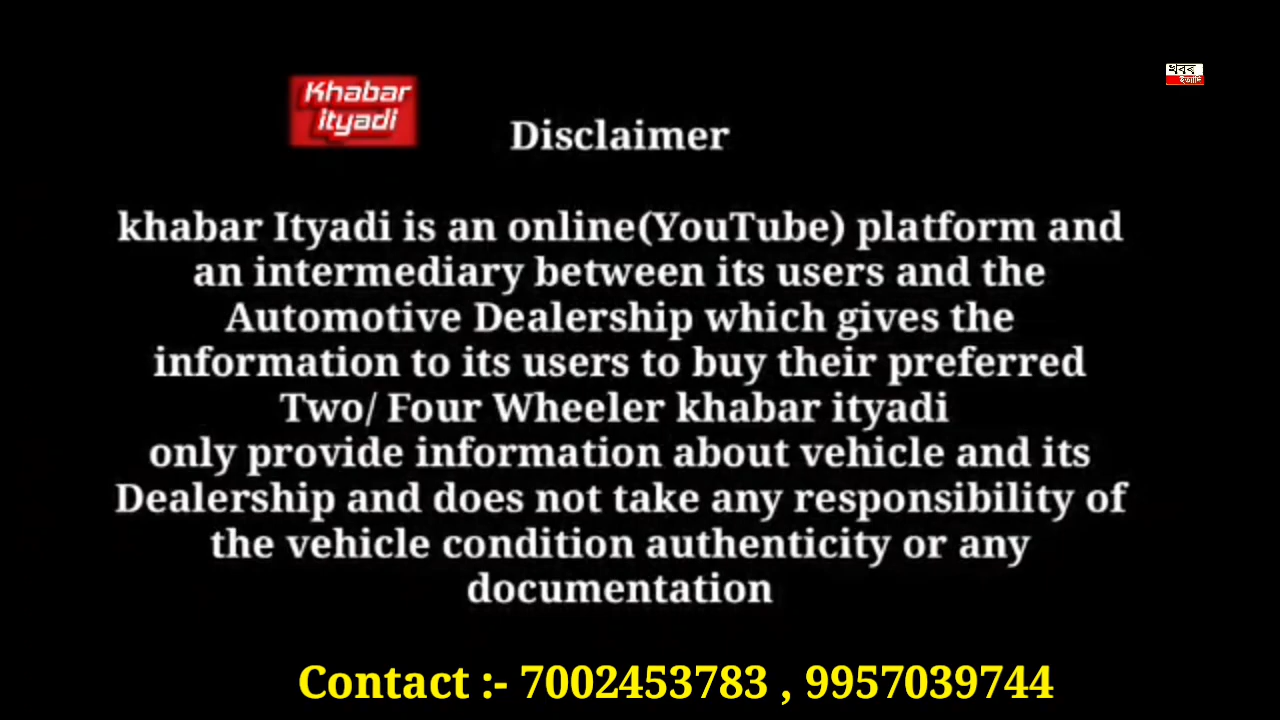 Khabar
ityadi
খবৰ
ইত্যাদি
Disclaimer
khabar Ityadi is an online(YouTube) platform and
an intermediary between its users and the
Automotive Dealership which gives the
information to its users to buy their preferred
Two/ Four Wheeler khabar ityadi
only provide information about vehicle and its
Dealership and does not take any responsibility of
the vehicle condition authenticity or any
documentation
Contact :- 7002453783 , 9957039744